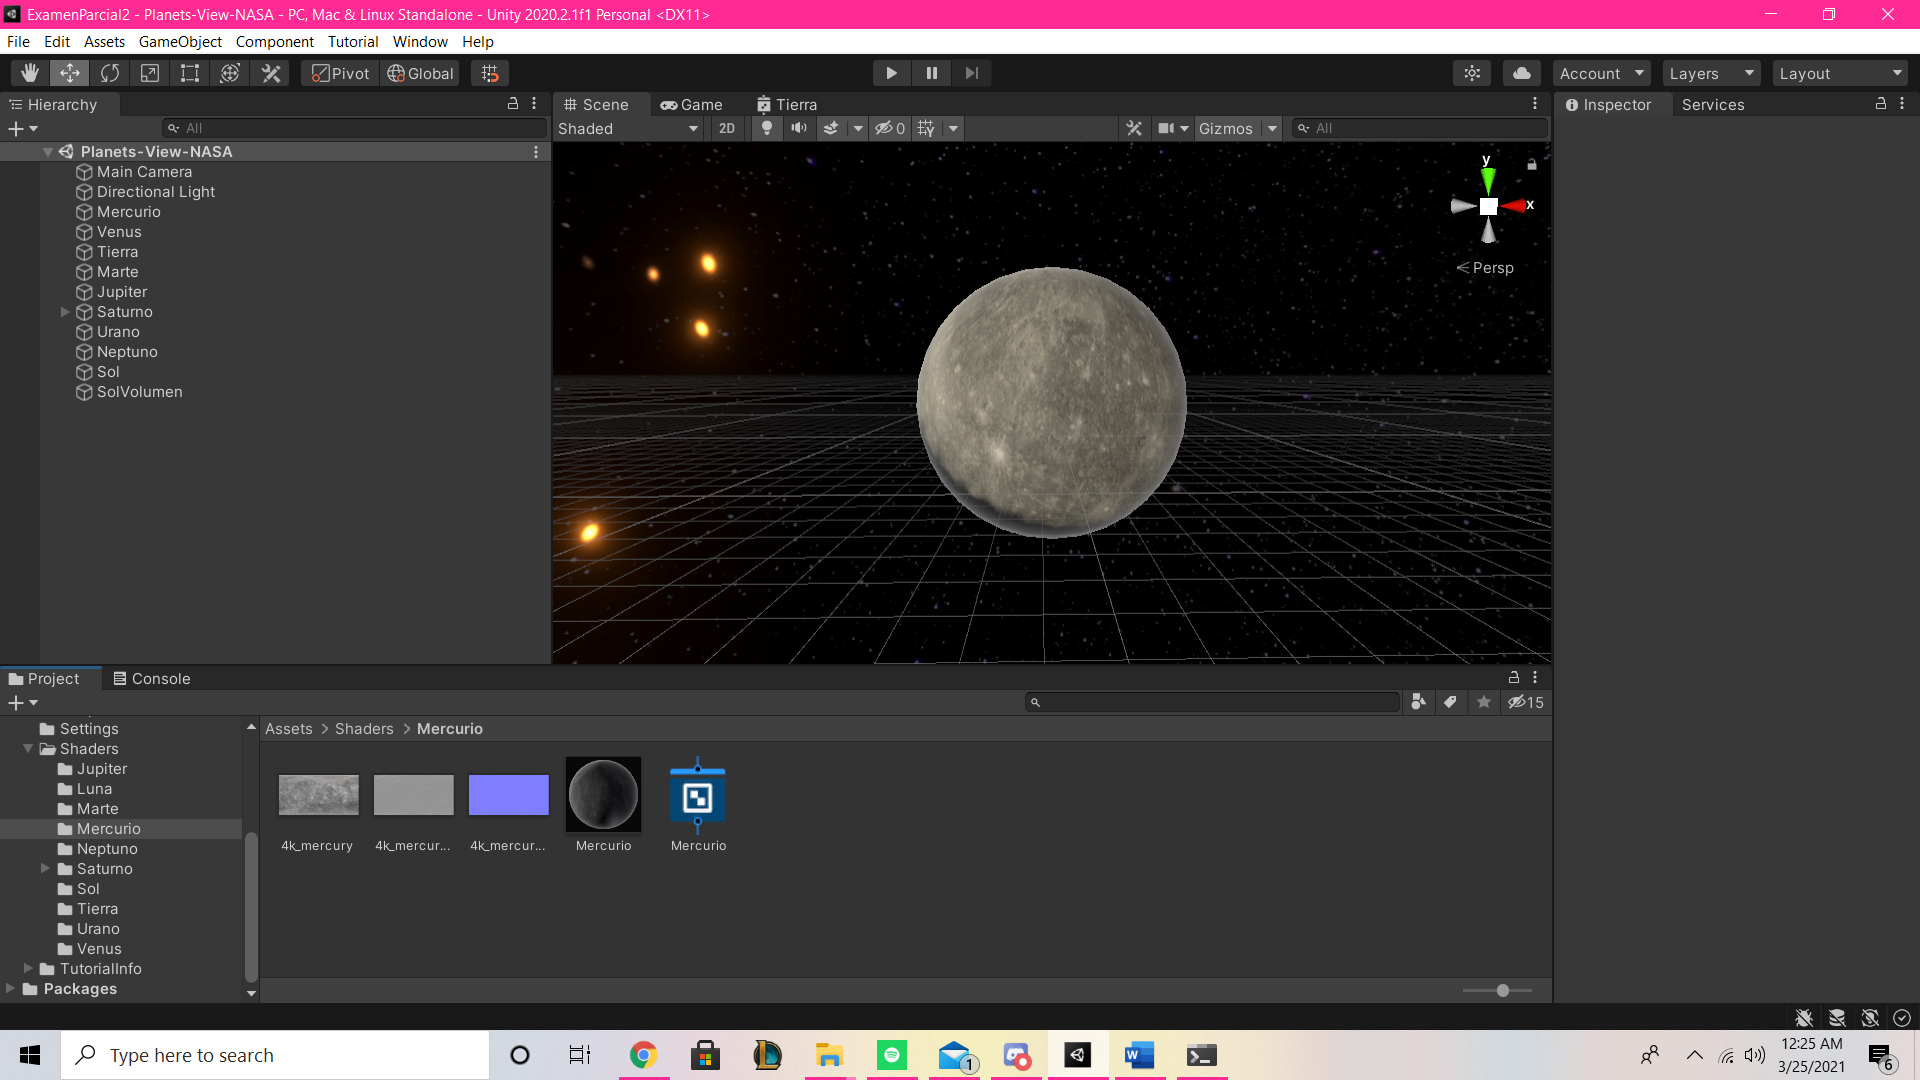 ExamenParcial2 - Planets-View-NASA - PC, Mac & Linux Standalone - Unity 2020.2.1f1 Personal <DX11>
File Edit Assets GameObject Component Tutorial Window Help
Pivot Global Account Layers Layout
Hierarchy
All
Planets-View-NASA
Main Camera
Directional Light
Mercurio
Venus
Tierra
Marte
Jupiter
Saturno
Urano
Neptuno
Sol
SolVolumen
Scene Game Tierra
Shaded 2D 0 Gizmos All
y
x
Persp
Inspector Services
Project Console
15
Settings
Shaders
Jupiter
Luna
Marte
Mercurio
Neptuno
Saturno
Sol
Tierra
Urano
Venus
TutorialInfo
Packages
Assets > Shaders > Mercurio
4k_mercury 4k_mercur... 4k_mercur... Mercurio Mercurio
Type here to search
1
12:25 AM
3/25/2021
6